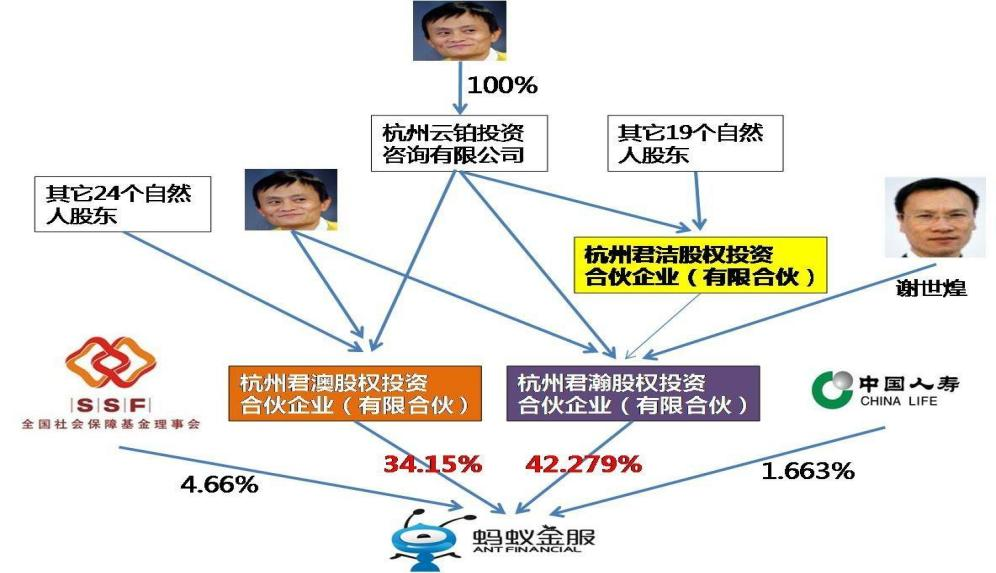 100%
杭州云铂投资
咨询有限公司
其它19个自然
人股东
其它24个自然
人股东
杭州君洁股权投资
合伙企业（有限合伙）
谢世煌
SSF
全国社会保障基金理事会
杭州君澳股权投资
合伙企业（有限合伙）
杭州君瀚股权投资
合伙企业（有限合伙）
中国人寿
CHINA LIFE
34.15%
42.279%
4.66%
1.663%
蚂蚁金服
ANT FINANCIAL